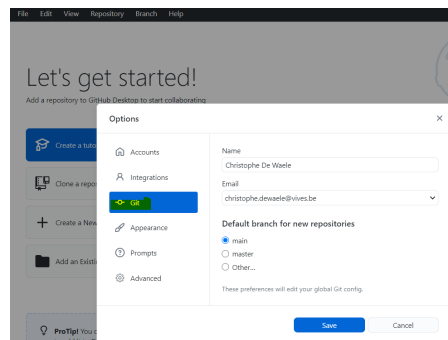 File Edit View Repository Branch Help
Let's get started!
Add a repository to GitHub Desktop to start collaborating
Create a tuto
Clone a repos
Create a New
Add an Existi
ProTip! You c
Options
Accounts
Integrations
Git
Appearance
Prompts
Advanced
Name
Christophe De Waele
Email
christophe.dewaele@vives.be
Default branch for new repositories
main
master
Other...
These preferences will edit your global Git config.
Save Cancel